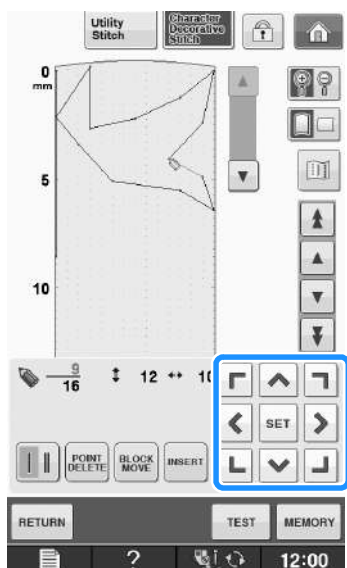 Utility
Stitch
Character
Decorative
Stitch
0
mm
5
10
9
16
12
10
SET
POINT
DELETE
BLOCK
MOVE
INSERT
RETURN
TEST
MEMORY
?
12:00